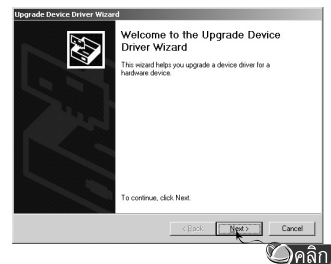 Upgrade Device Driver Wizard
Welcome to the Upgrade Device
Driver Wizard
This wizard helps you upgrade a device driver for a
hardware device.
To continue, click Next.
< Back
Next >
Cancel
คลิก